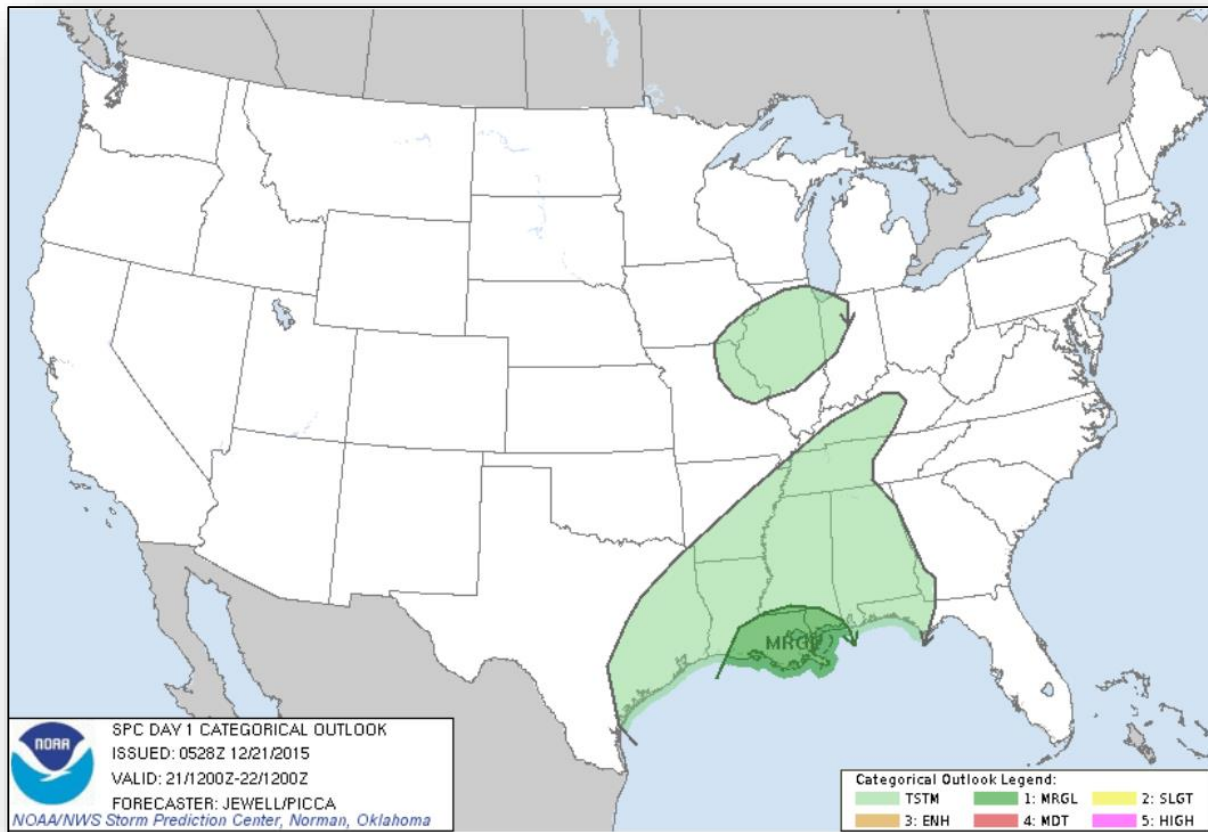 MRGL
NOAA
SPC DAY 1 CATEGORICAL OUTLOOK
ISSUED: 0528Z 12/21/2015
VALID: 21/1200Z-22/1200Z
FORECASTER: JEWELL/PICCA
NOAA/NWS Storm Prediction Center, Norman, Oklahoma
Categorical Outlook Legend:
TSTM 1: MRGL 2: SLGT
3: ENH 4: MDT 5: HIGH